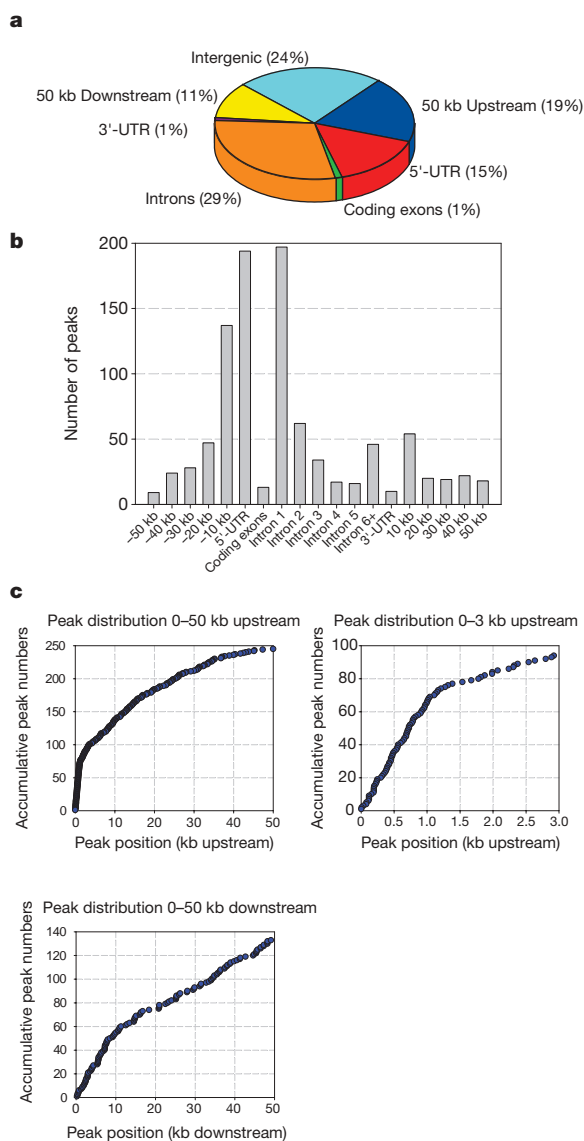 a
Intergenic (24%)
50 kb Downstream (11%)
50 kb Upstream (19%)
3'-UTR (1%)
5'-UTR (15%)
Introns (29%)
Coding exons (1%)
b
Number of peaks
200
150
100
50
0
–50 kb
–40 kb
–30 kb
–20 kb
–10 kb
5'-UTR
Coding exons
Intron 1
Intron 2
Intron 3
Intron 4
Intron 5
Intron 6+
3'-UTR
10 kb
20 kb
30 kb
40 kb
50 kb
c
Peak distribution 0–50 kb upstream
Accumulative peak numbers
250
200
150
100
50
0
0 10 20 30 40 50
Peak position (kb upstream)
Peak distribution 0–3 kb upstream
Accumulative peak numbers
100
80
60
40
20
0
0 0.5 1.0 1.5 2.0 2.5 3.0
Peak position (kb upstream)
Peak distribution 0–50 kb downstream
Accumulative peak numbers
140
120
100
80
60
40
20
0
0 10 20 30 40 50
Peak position (kb downstream)